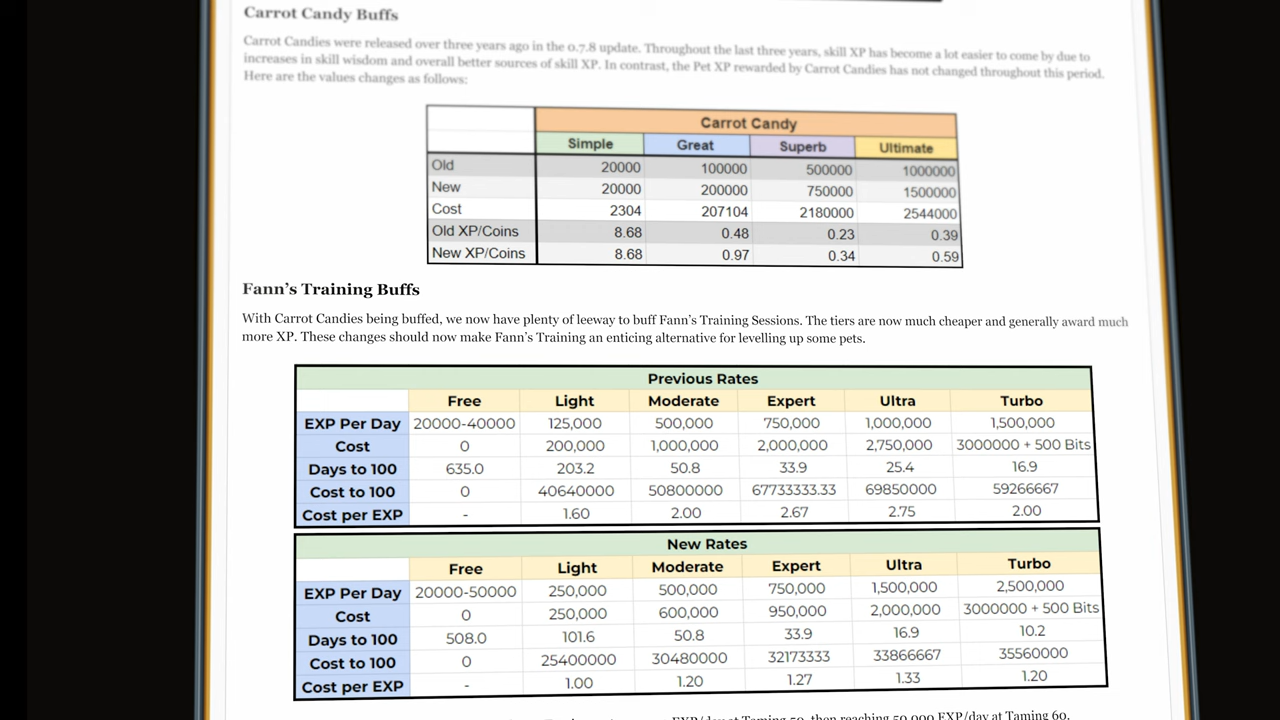 Carrot Candy Buffs
Carrot Candies were released over three years ago in the 0.7.8 update. Throughout the last three years, skill XP has become a lot easier to come by due to
increases in skill wisdom and overall better sources of skill XP. In contrast, the Pet XP rewarded by Carrot Candies has not changed throughout this period.
Here are the values changes as follows:
Carrot Candy
Simple Great Superb Ultimate
Old 20000 100000 500000 1000000
New 20000 200000 750000 1500000
Cost 2304 207104 2180000 2544000
Old XP/Coins 8.68 0.48 0.23 0.39
New XP/Coins 8.68 0.97 0.34 0.59
Fann's Training Buffs
With Carrot Candies being buffed, we now have plenty of leeway to buff Fann's Training Sessions. The tiers are now much cheaper and generally award much
more XP. These changes should now make Fann's Training an enticing alternative for levelling up some pets.
Previous Rates
Free Light Moderate Expert Ultra Turbo
EXP Per Day 20000-40000 125,000 500,000 750,000 1,000,000 1,500,000
Cost 0 200,000 1,000,000 2,000,000 2,750,000 3000000 + 500 Bits
Days to 100 635.0 203.2 50.8 33.9 25.4 16.9
Cost to 100 0 40640000 50800000 67733333.33 69850000 59266667
Cost per EXP - 1.60 2.00 2.67 2.75 2.00
New Rates
Free Light Moderate Expert Ultra Turbo
EXP Per Day 20000-50000 250,000 500,000 750,000 1,500,000 2,500,000
Cost 0 250,000 600,000 950,000 2,000,000 3000000 + 500 Bits
Days to 100 508.0 101.6 50.8 33.9 16.9 10.2
Cost to 100 0 25400000 30480000 32173333 33866667 35560000
Cost per EXP - 1.00 1.20 1.27 1.33 1.20
EXP/day at Taming 50, then reaching 50,000 EXP/day at Taming 60.